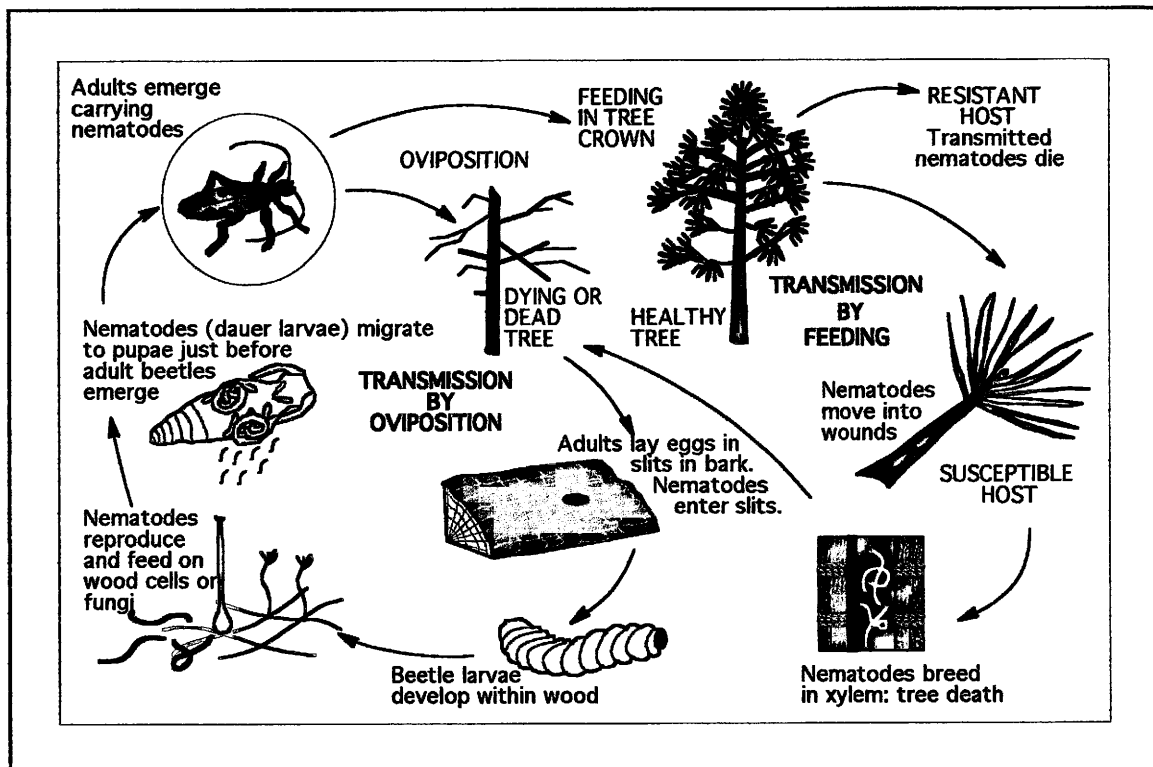 Adults emerge
carrying
nematodes
FEEDING
IN TREE
CROWN
RESISTANT
HOST
Transmitted
nematodes die
OVIPOSITION
DYING OR
DEAD
TREE
HEALTHY
TREE
TRANSMISSION
BY
FEEDING
Nematodes (dauer larvae) migrate
to pupae just before
adult beetles
emerge
TRANSMISSION
BY
OVIPOSITION
Nematodes
move into
wounds
SUSCEPTIBLE
HOST
Adults lay eggs in
slits in bark.
Nematodes
enter slits.
Nematodes
reproduce
and feed on
wood cells or
fungi
Beetle larvae
develop within wood
Nematodes breed
in xylem: tree death